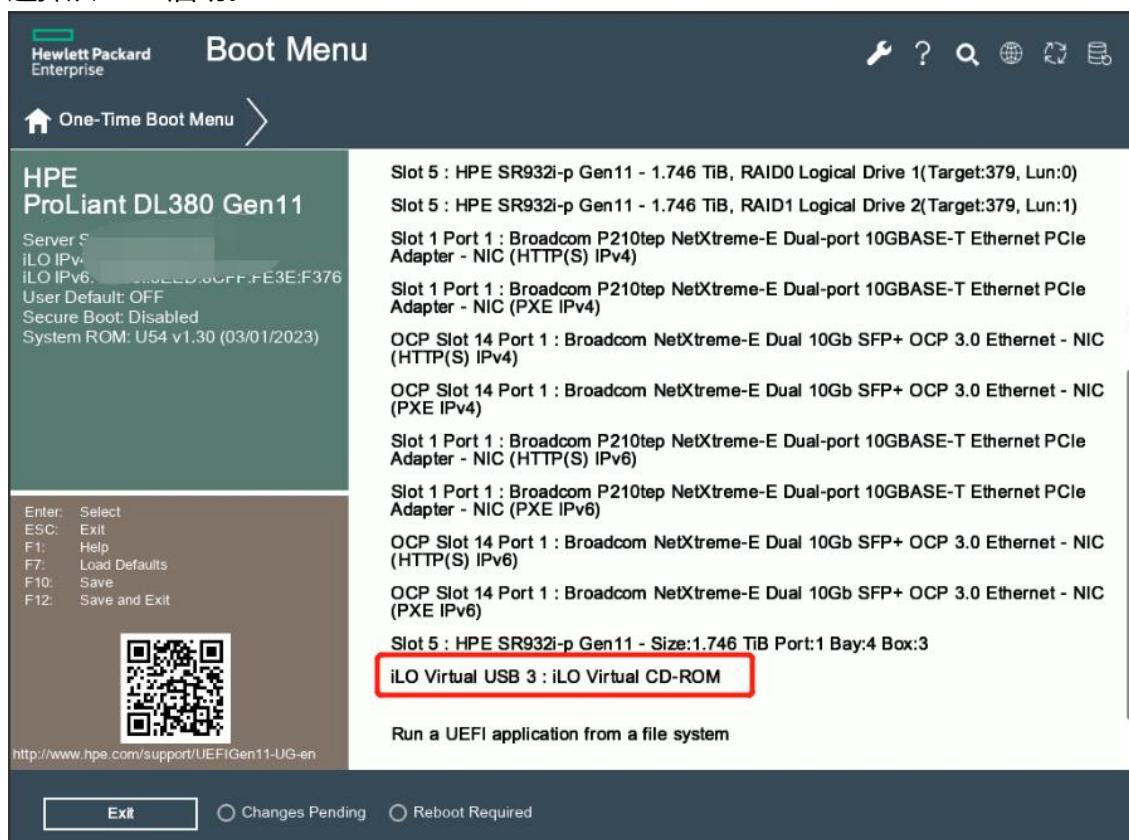 Hewlett Packard
Enterprise
Boot Menu
One-Time Boot Menu
HPE
ProLiant DL380 Gen11
Server
iLO
iLO IPv6: FE3E:F376
User Default: OFF
Secure Boot: Disabled
System ROM: U54 v1.30 (03/01/2023)
Enter: Select
ESC: Exit
F1: Help
F7: Load Defaults
F10: Save
F12: Save and Exit
http://www.hpe.com/support/UEFIGen11-UG-en
Slot 5 : HPE SR932i-p Gen11 - 1.746 TiB, RAID0 Logical Drive 1(Target:379, Lun:0)
Slot 5 : HPE SR932i-p Gen11 - 1.746 TiB, RAID1 Logical Drive 2(Target:379, Lun:1)
Slot 1 Port 1 : Broadcom P210tep NetXtreme-E Dual-port 10GBASE-T Ethernet PCIe
Adapter - NIC (HTTP(S) IPv4)
Slot 1 Port 1 : Broadcom P210tep NetXtreme-E Dual-port 10GBASE-T Ethernet PCIe
Adapter - NIC (PXE IPv4)
OCP Slot 14 Port 1 : Broadcom NetXtreme-E Dual 10Gb SFP+ OCP 3.0 Ethernet - NIC
(HTTP(S) IPv4)
OCP Slot 14 Port 1 : Broadcom NetXtreme-E Dual 10Gb SFP+ OCP 3.0 Ethernet - NIC
(PXE IPv4)
Slot 1 Port 1 : Broadcom P210tep NetXtreme-E Dual-port 10GBASE-T Ethernet PCIe
Adapter - NIC (HTTP(S) IPv6)
Slot 1 Port 1 : Broadcom P210tep NetXtreme-E Dual-port 10GBASE-T Ethernet PCIe
Adapter - NIC (PXE IPv6)
OCP Slot 14 Port 1 : Broadcom NetXtreme-E Dual 10Gb SFP+ OCP 3.0 Ethernet - NIC
(HTTP(S) IPv6)
OCP Slot 14 Port 1 : Broadcom NetXtreme-E Dual 10Gb SFP+ OCP 3.0 Ethernet - NIC
(PXE IPv6)
Slot 5 : HPE SR932i-p Gen11 - Size:1.746 TiB Port:1 Bay:4 Box:3
iLO Virtual USB 3 : iLO Virtual CD-ROM
Run a UEFI application from a file system
Exit
Changes Pending
Reboot Required